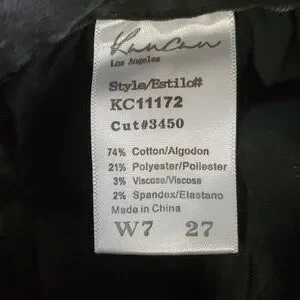 KanCan
Los Angeles
Style/Estilo#
KC11172
Cut#3450
74% Cotton/Algodon
21% Polyester/Poliester
3% Viscose/Viscosa
2% Spandex/Elastano
Made in China
W7 27